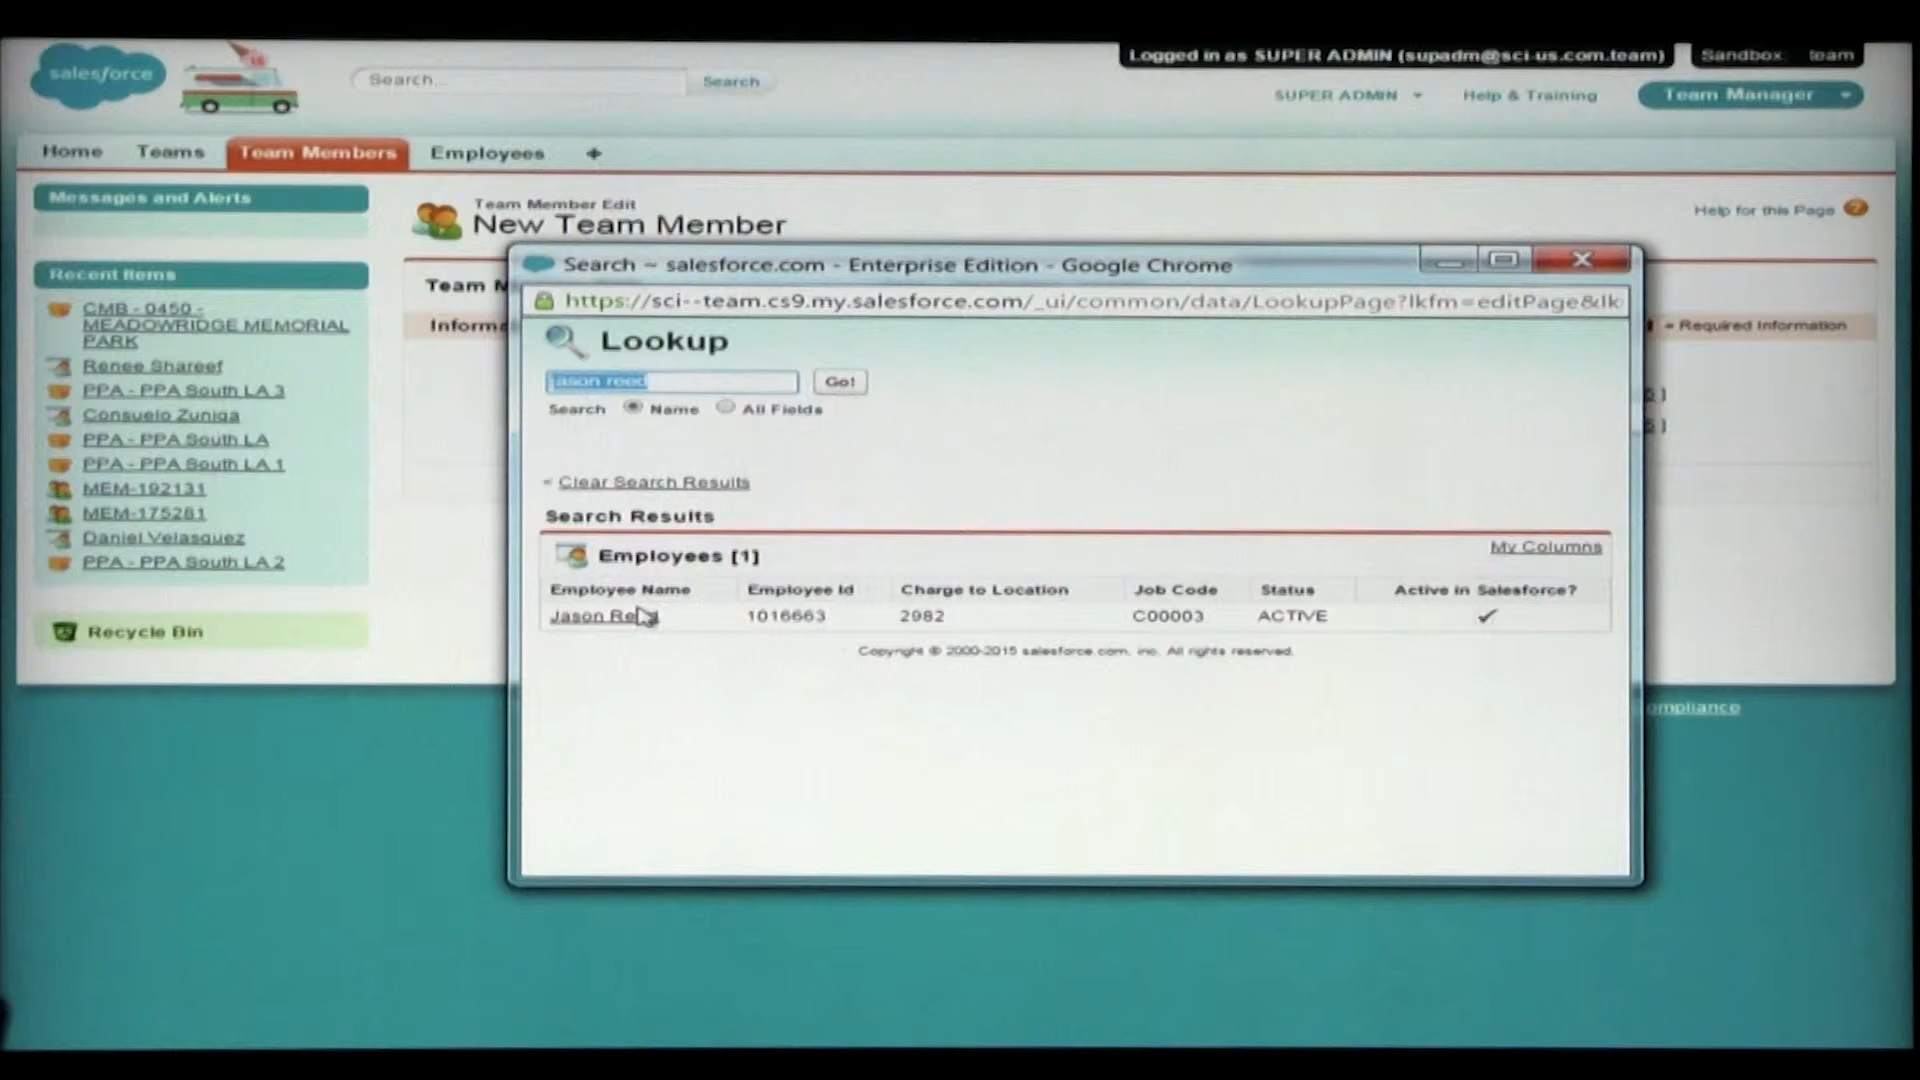 Logged in as SUPER ADMIN (supadm@sci-us.com.team)
Sandbox: team
salesforce
Search...
Search
SUPER ADMIN
Help & Training
Team Manager
Home
Teams
Team Members
Employees
+
Messages and Alerts
Recent Items
CMB - 0450 -
MEADOWRIDGE MEMORIAL
PARK
Renee Shareef
PPA - PPA South LA 3
Consuelo Zuniga
PPA - PPA South LA
PPA - PPA South LA 1
MEM-192131
MEM-175281
Daniel Velasquez
PPA - PPA South LA 2
Recycle Bin
Team Member Edit
New Team Member
Help for this Page
Team M
Informa
= Required Information
Search ~ salesforce.com - Enterprise Edition - Google Chrome
https://sci--team.cs9.my.salesforce.com/_ui/common/data/LookupPage?lkfm=editPage&lk
Lookup
jason reed
Go!
Search
Name
All Fields
< Clear Search Results
Search Results
Employees [1]
My Columns
Employee Name
Employee Id
Charge to Location
Job Code
Status
Active in Salesforce?
Jason Reed
1016663
2982
C00003
ACTIVE
Copyright © 2000-2015 salesforce.com, inc. All rights reserved.
ompliance